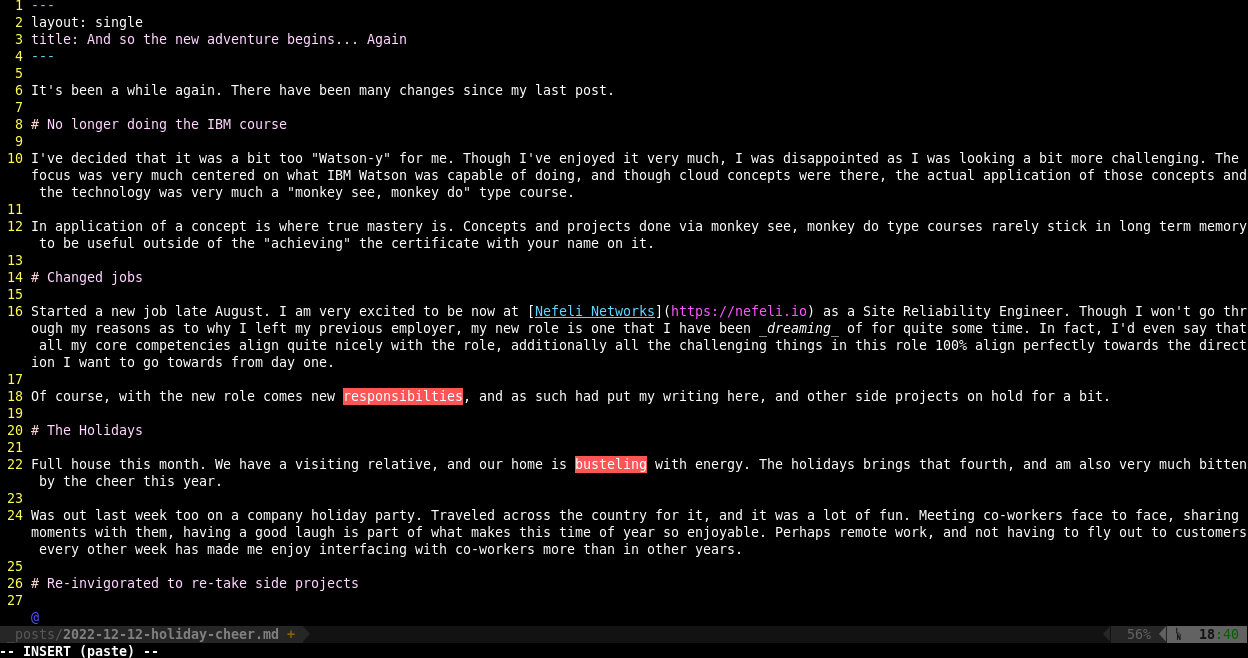 1 ---
2 layout: single
3 title: And so the new adventure begins... Again
4 ---
5
6 It's been a while again. There have been many changes since my last post.
7
8 # No longer doing the IBM course
9
10 I've decided that it was a bit too "Watson-y" for me. Though I've enjoyed it very much, I was disappointed as I was looking a bit more challenging. The
focus was very much centered on what IBM Watson was capable of doing, and though cloud concepts were there, the actual application of those concepts and
the technology was very much a "monkey see, monkey do" type course.
11
12 In application of a concept is where true mastery is. Concepts and projects done via monkey see, monkey do type courses rarely stick in long term memory
to be useful outside of the "achieving" the certificate with your name on it.
13
14 # Changed jobs
15
16 Started a new job late August. I am very excited to be now at [Nefeli Networks](https://nefeli.io) as a Site Reliability Engineer. Though I won't go thr
ough my reasons as to why I left my previous employer, my new role is one that I have been _dreaming_ of for quite some time. In fact, I'd even say that
all my core competencies align quite nicely with the role, additionally all the challenging things in this role 100% align perfectly towards the direct
ion I want to go towards from day one.
17
18 Of course, with the new role comes new responsibilties, and as such had put my writing here, and other side projects on hold for a bit.
19
20 # The Holidays
21
22 Full house this month. We have a visiting relative, and our home is busteling with energy. The holidays brings that fourth, and am also very much bitten
by the cheer this year.
23
24 Was out last week too on a company holiday party. Traveled across the country for it, and it was a lot of fun. Meeting co-workers face to face, sharing
moments with them, having a good laugh is part of what makes this time of year so enjoyable. Perhaps remote work, and not having to fly out to customers
every other week has made me enjoy interfacing with co-workers more than in other years.
25
26 # Re-invigorated to re-take side projects
27
@
_posts/2022-12-12-holiday-cheer.md + 56% 18:40
-- INSERT (paste) --